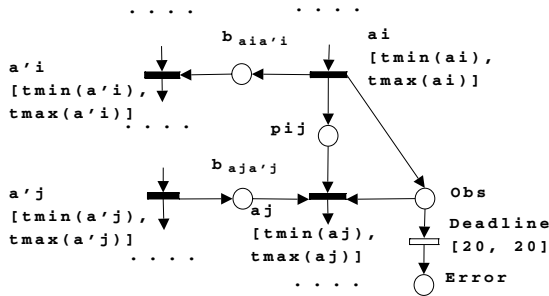 . . . .
. . . .
b aia'i
ai
[tmin(ai),
tmax(ai)]
a'i
[tmin(a'i),
tmax(a'i)]
. . . .
pij
b aja'j
a'j
[tmin(a'j),
tmax(a'j)]
. . . .
aj
[tmin(aj),
tmax(aj)]
. . . .
Obs
Deadline
[20, 20]
Error